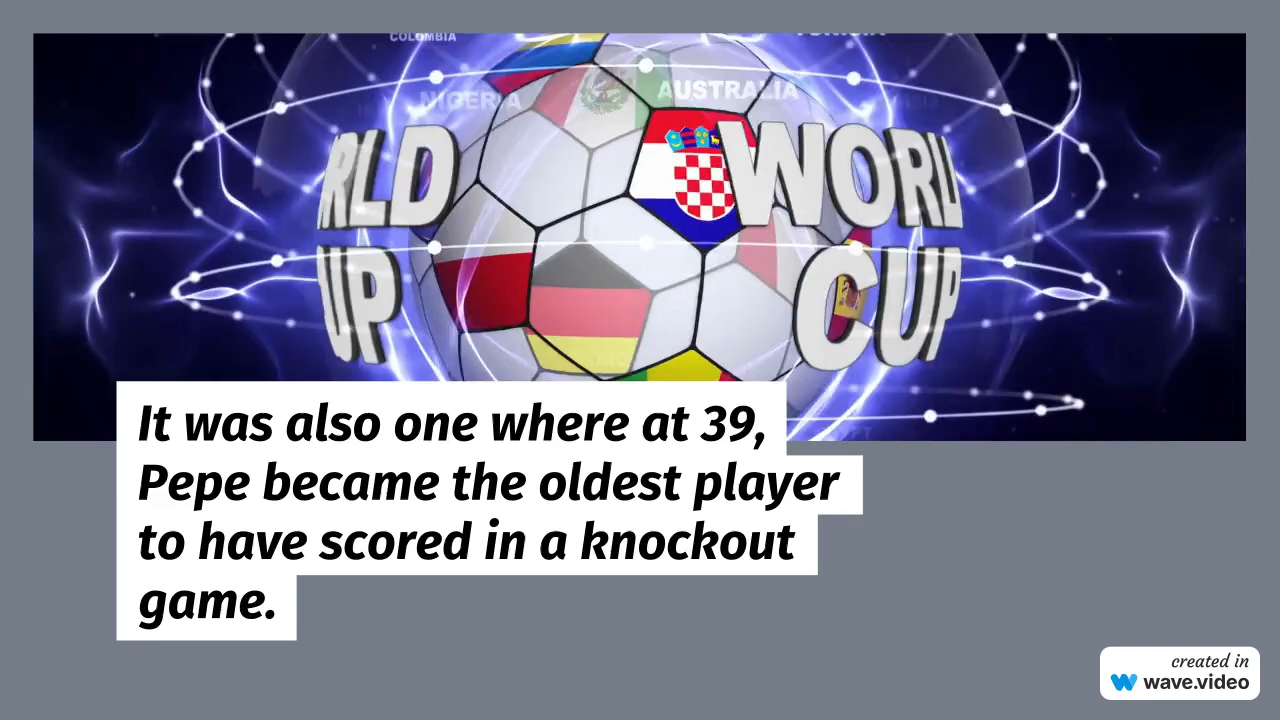 COLOMBIA
NIGERIA
AUSTRALIA
RLD
WORL
UP
CUP
It was also one where at 39,
Pepe became the oldest player
to have scored in a knockout
game.
created in
wave.video